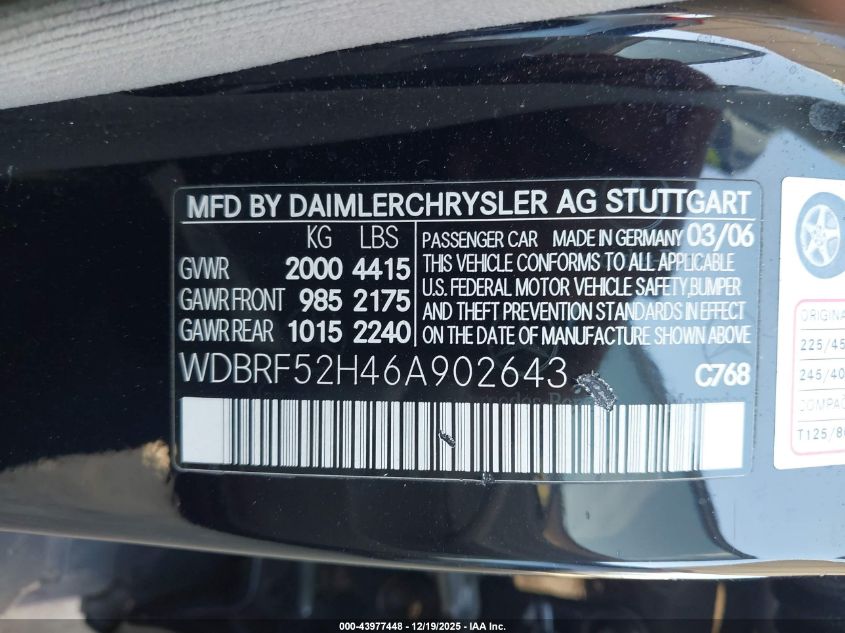 MFD BY DAIMLERCHRYSLER AG STUTTGART
KG LBS
GVWR 2000 4415
GAWR FRONT 985 2175
GAWR REAR 1015 2240
PASSENGER CAR MADE IN GERMANY 03/06
THIS VEHICLE CONFORMS TO ALL APPLICABLE
U.S. FEDERAL MOTOR VEHICLE SAFETY,BUMPER
AND THEFT PREVENTION STANDARDS IN EFFECT
ON THE DATE OF MANUFACTURE SHOWN ABOVE
WDBRF52H46A902643 C768
ORIGINA
225/45
245/40
COMPAC
T125/80
000-43977448 - 12/19/2025 - IAA Inc.